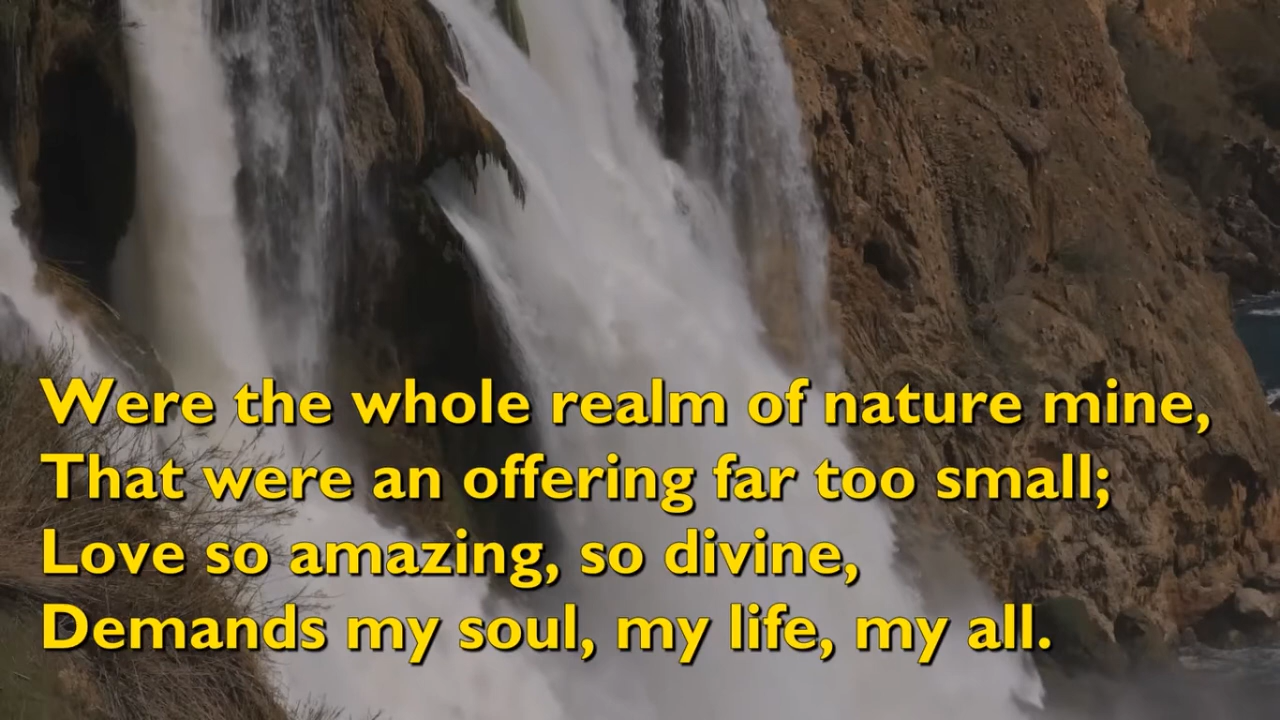 Were the whole realm of nature mine,
That were an offering far too small;
Love so amazing, so divine,
Demands my soul, my life, my all.